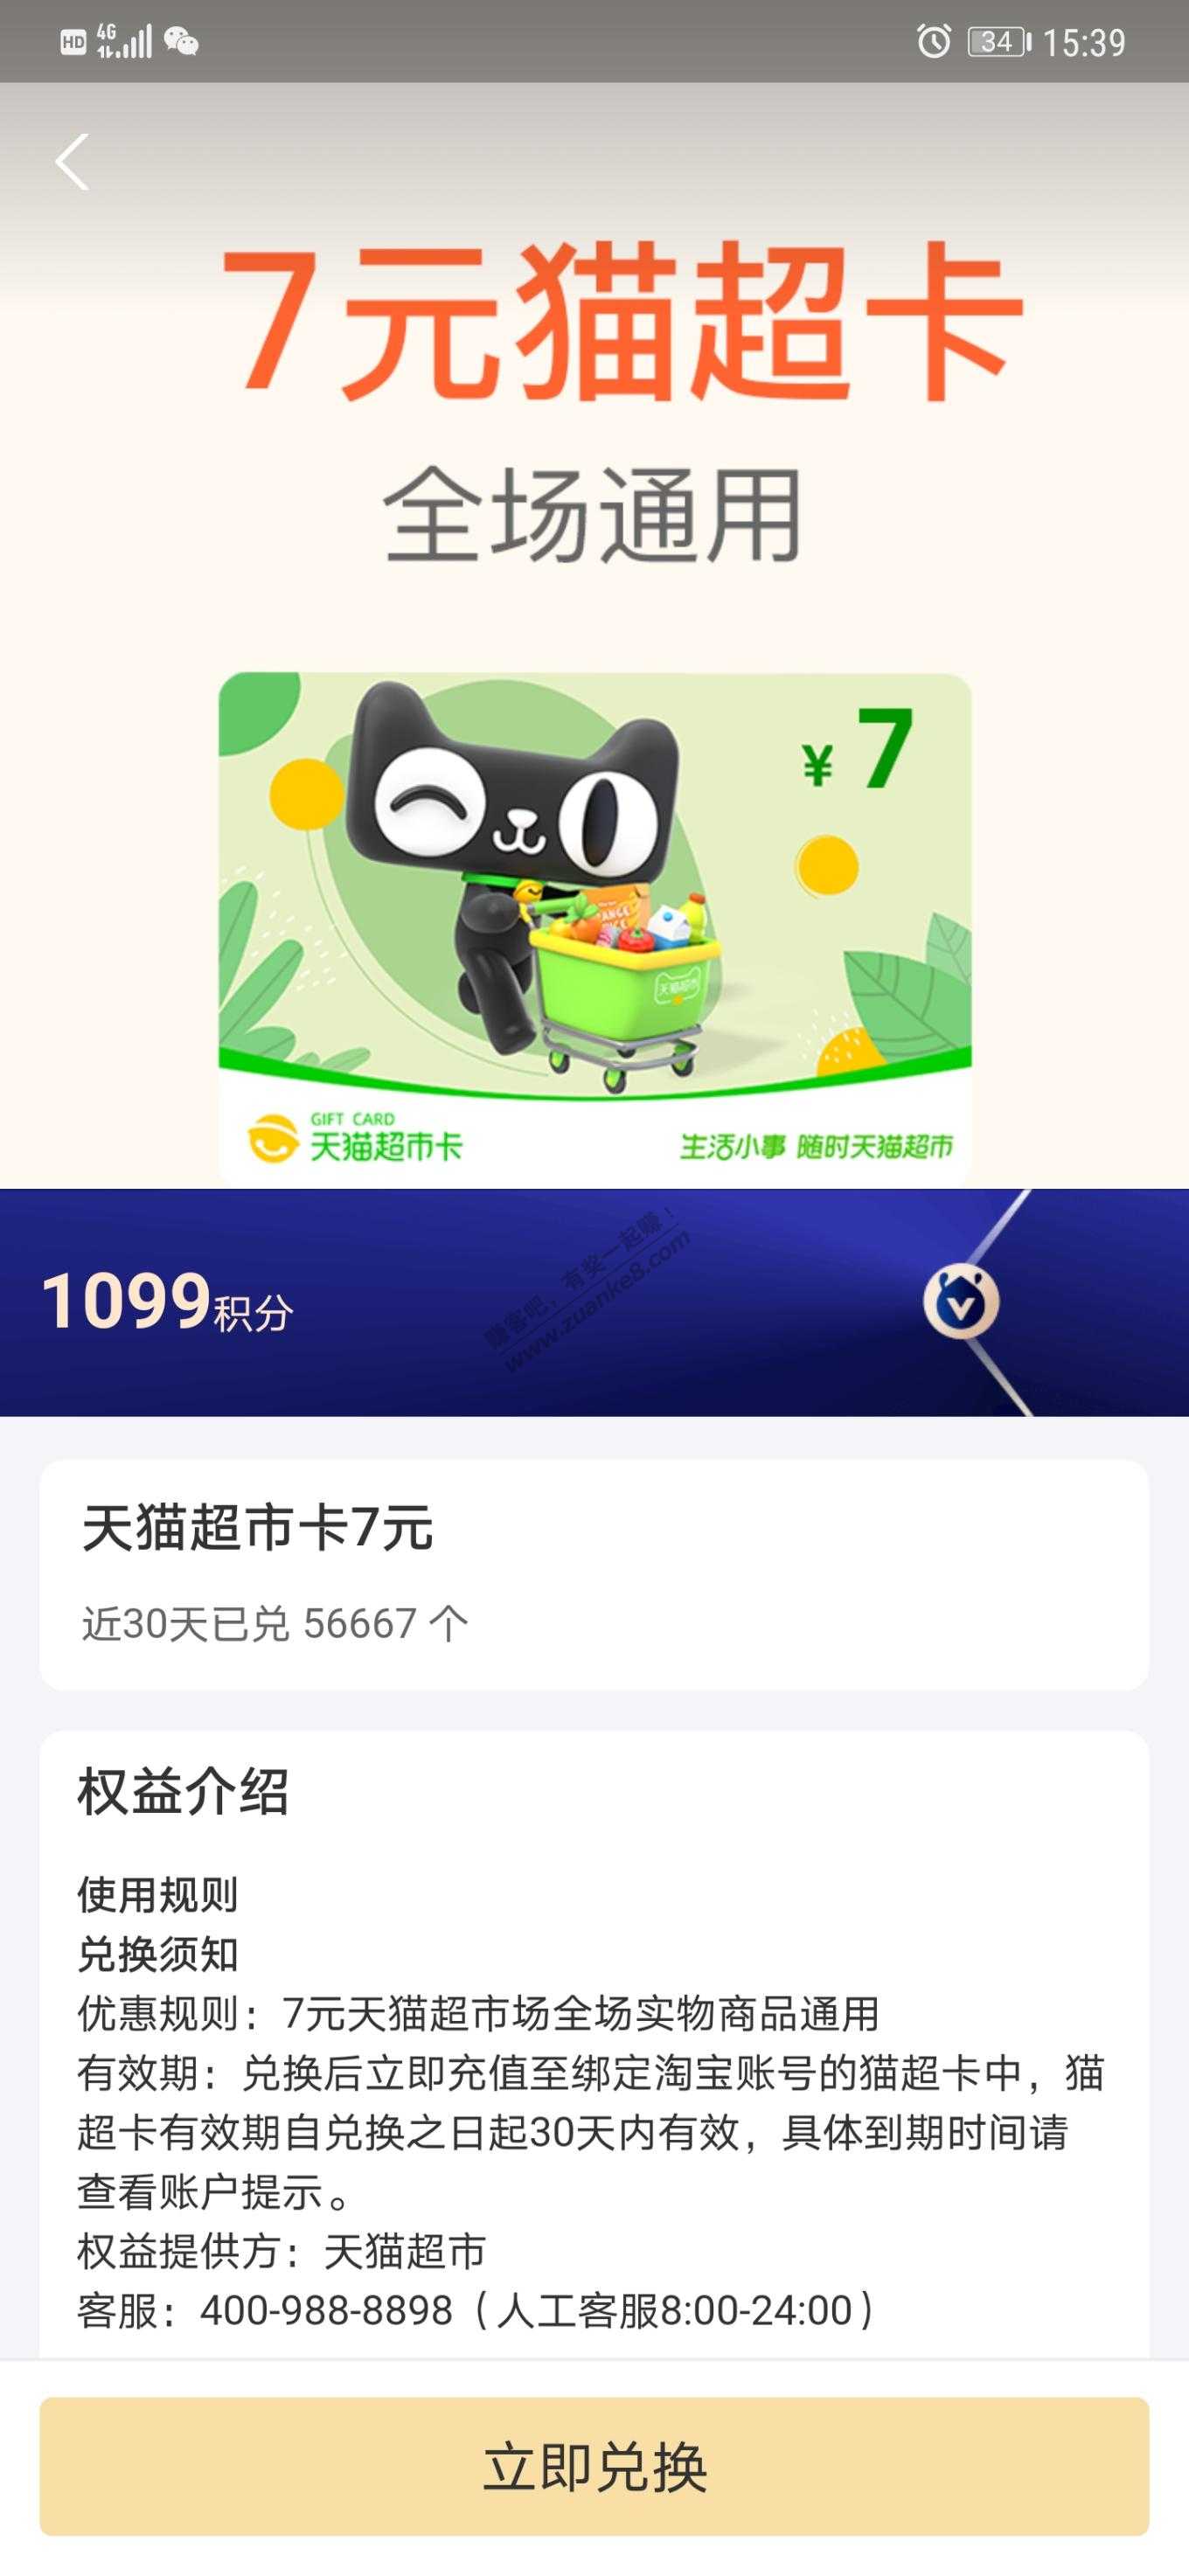 HD 4G 34 15:39
7元猫超卡
全场通用
¥ 7
天猫超市
GIFT CARD
天猫超市卡
生活小事 随时天猫超市
1099积分
赚客吧，有奖一起赚！
www.zuanke8.com
天猫超市卡7元
近30天已兑 56667 个
权益介绍
使用规则
兑换须知
优惠规则：7元天猫超市场全场实物商品通用
有效期：兑换后立即充值至绑定淘宝账号的猫超卡中，猫
超卡有效期自兑换之日起30天内有效，具体到期时间请
查看账户提示。
权益提供方：天猫超市
客服：400-988-8898（人工客服8:00-24:00）
立即兑换